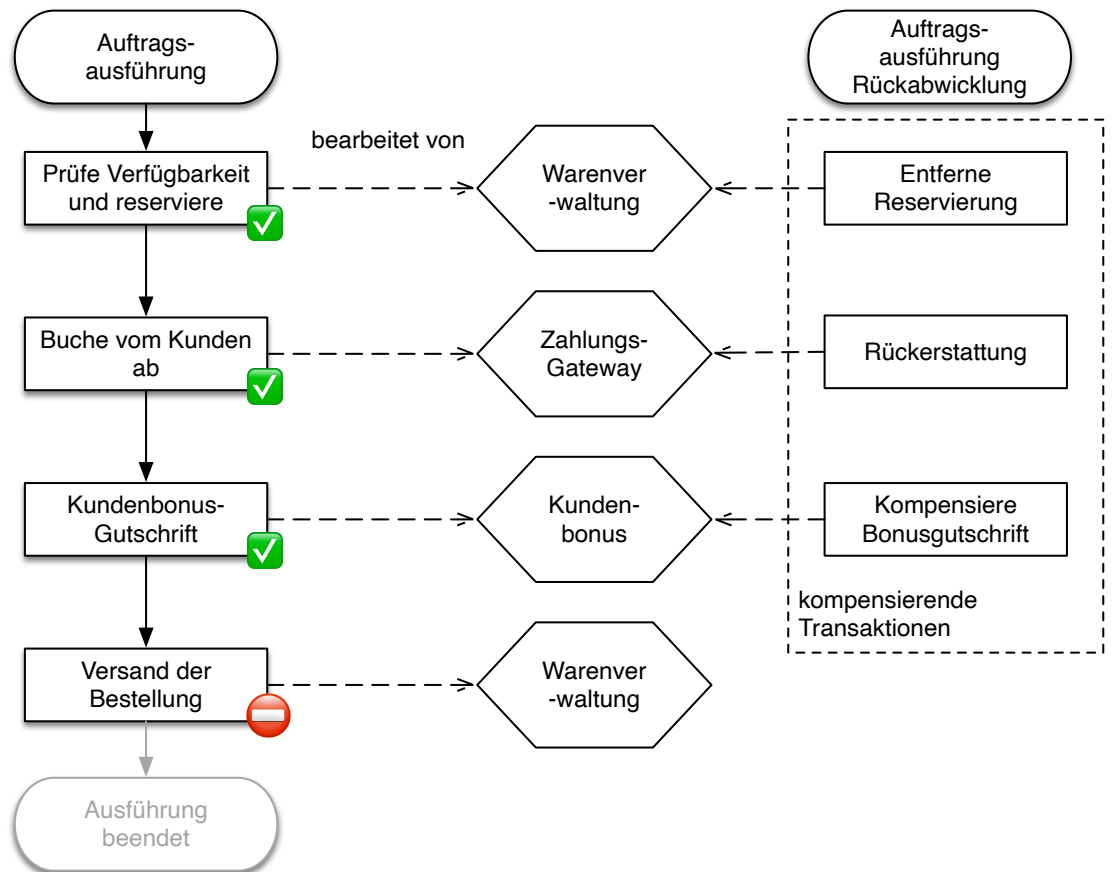 Auftrags-
ausführung
Auftrags-
ausführung
Rückabwicklung
bearbeitet von
Prüfe Verfügbarkeit
und reserviere
Warenver
-waltung
Entferne
Reservierung
Buche vom Kunden
ab
Zahlungs-
Gateway
Rückerstattung
Kundenbonus-
Gutschrift
Kunden-
bonus
Kompensiere
Bonusgutschrift
kompensierende
Transaktionen
Versand der
Bestellung
Warenver
-waltung
Ausführung
beendet